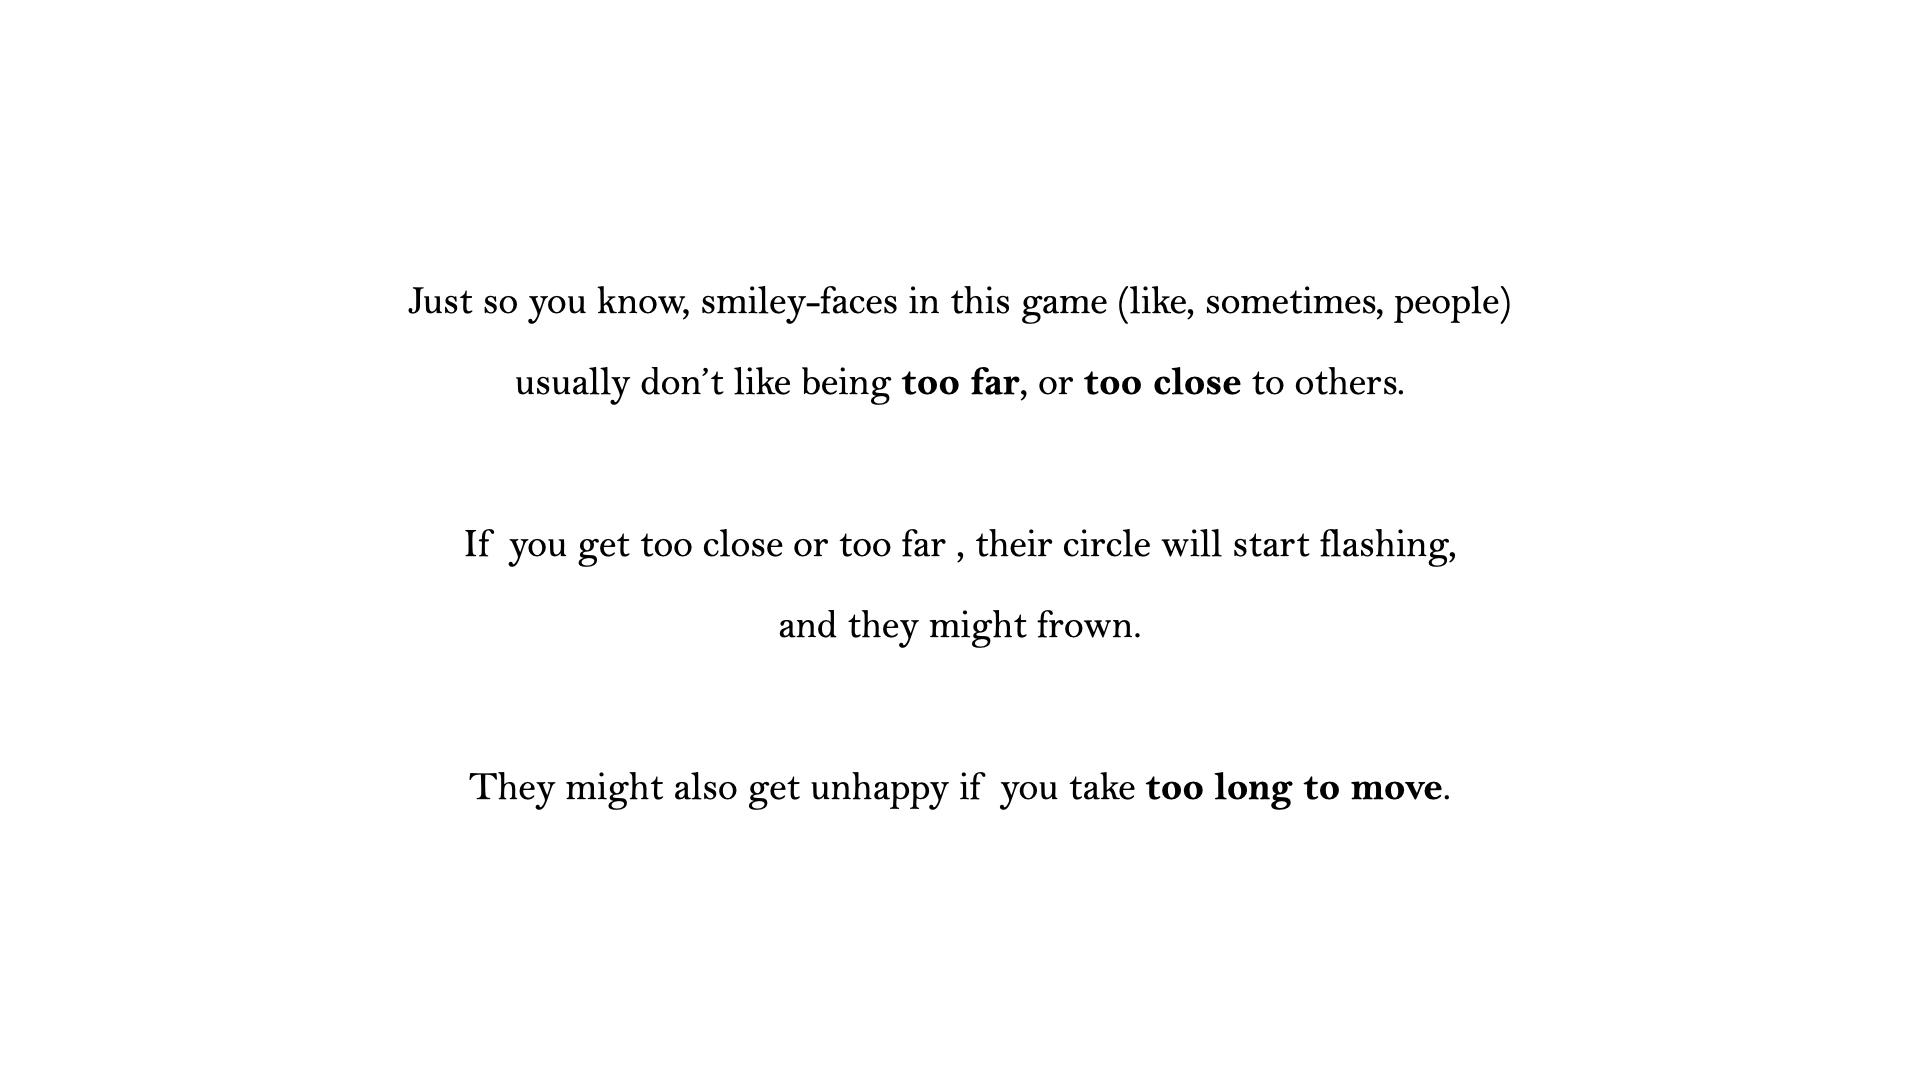 Just so you know, smiley-faces in this game (like, sometimes, people)
usually don’t like being too far, or too close to others.
If you get too close or too far , their circle will start flashing,
and they might frown.
They might also get unhappy if you take too long to move.